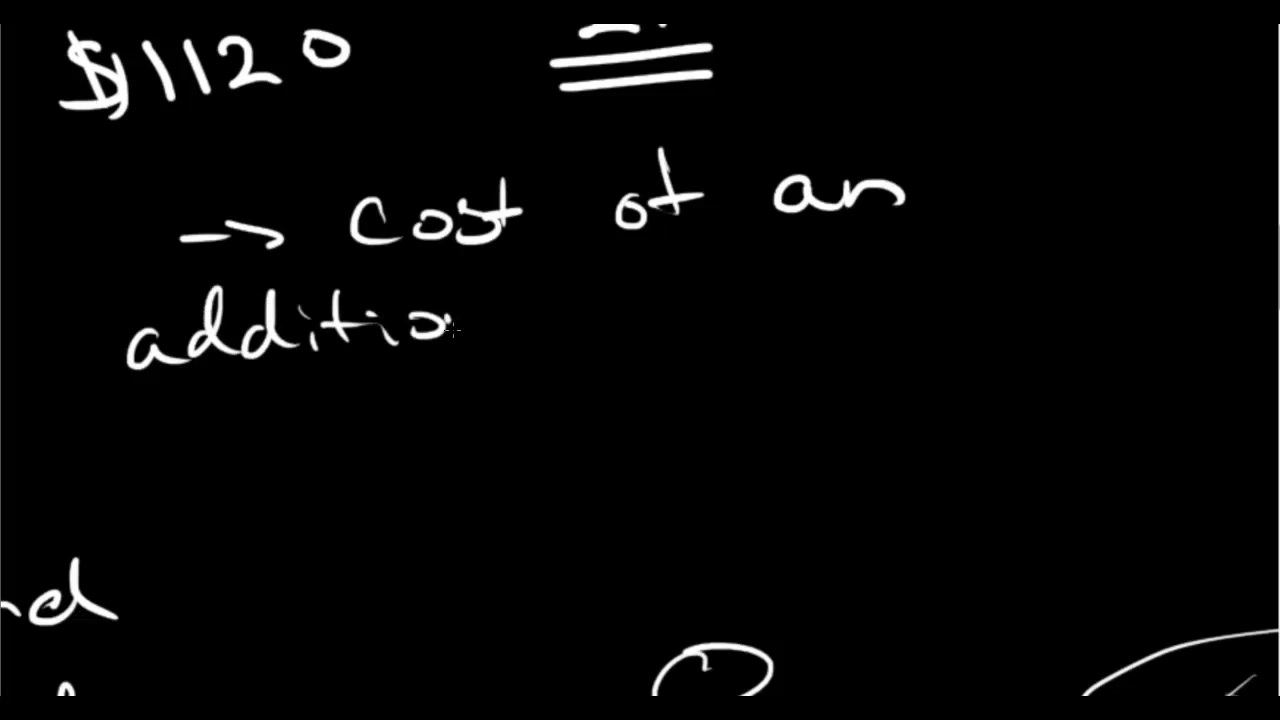 $1120
→ cost of an
additio